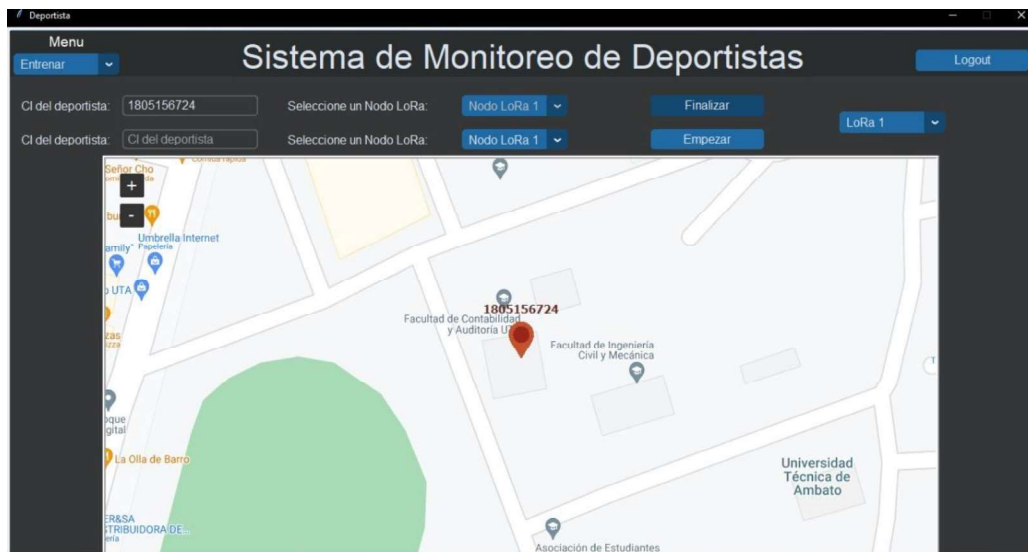 Deportista
Menu
Entrenar
Sistema de Monitoreo de Deportistas
Logout
CI del deportista: 1805156724 Seleccione un Nodo LoRa: Nodo LoRa 1 Finalizar
LoRa 1
CI del deportista: CI del deportista Seleccione un Nodo LoRa: Nodo LoRa 1 Empezar
Señor Cho
Comida rápida
+
-
Umbrella Internet
Papelería
UTA
1805156724
Facultad de Contabilidad
y Auditoría
Facultad de Ingeniería
Civil y Mecánica
La Olla de Barro
Universidad
Técnica de
Ambato
Asociación de Estudiantes